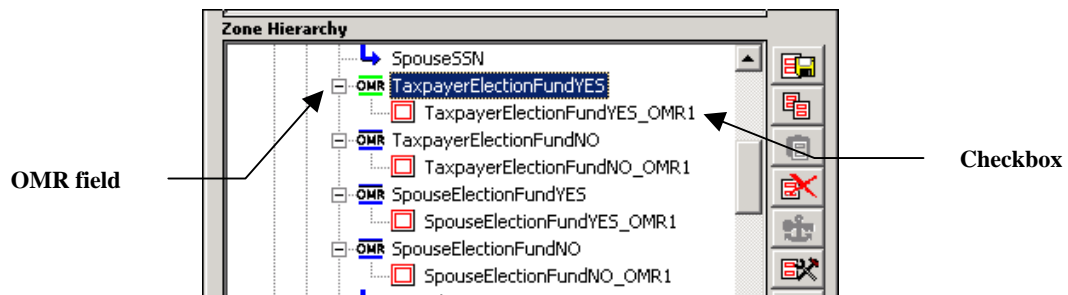 Zone Hierarchy
SpouseSSN
OMR TaxpayerElectionFundYES
TaxpayerElectionFundYES_OMR1
OMR TaxpayerElectionFundNO
TaxpayerElectionFundNO_OMR1
OMR SpouseElectionFundYES
SpouseElectionFundYES_OMR1
OMR SpouseElectionFundNO
SpouseElectionFundNO_OMR1
OMR field
Checkbox